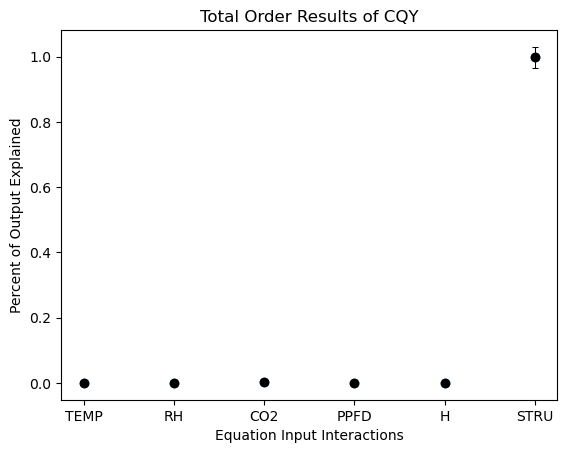 Total Order Results of CQY
Percent of Output Explained
1.0
0.8
0.6
0.4
0.2
0.0
TEMP RH CO2 PPFD H STRU
Equation Input Interactions